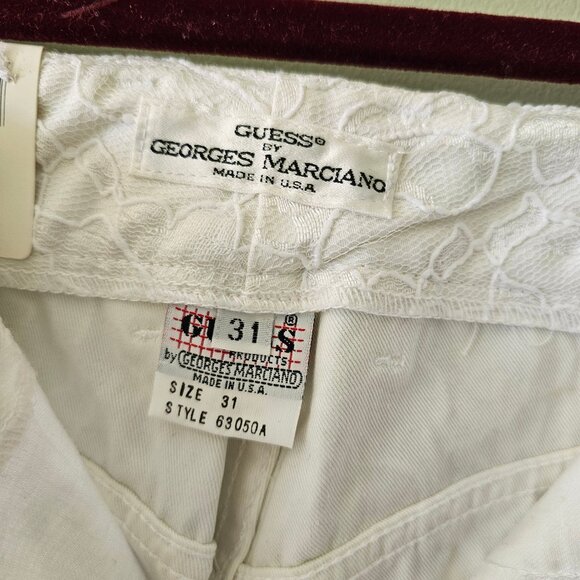 GUESS®
BY
GEORGES MARCIANO
MADE IN U.S.A
31 S®
PRODUCTS
by GEORGES MARCIANO
MADE IN U.S.A.
SIZE 31
STYLE 63050A